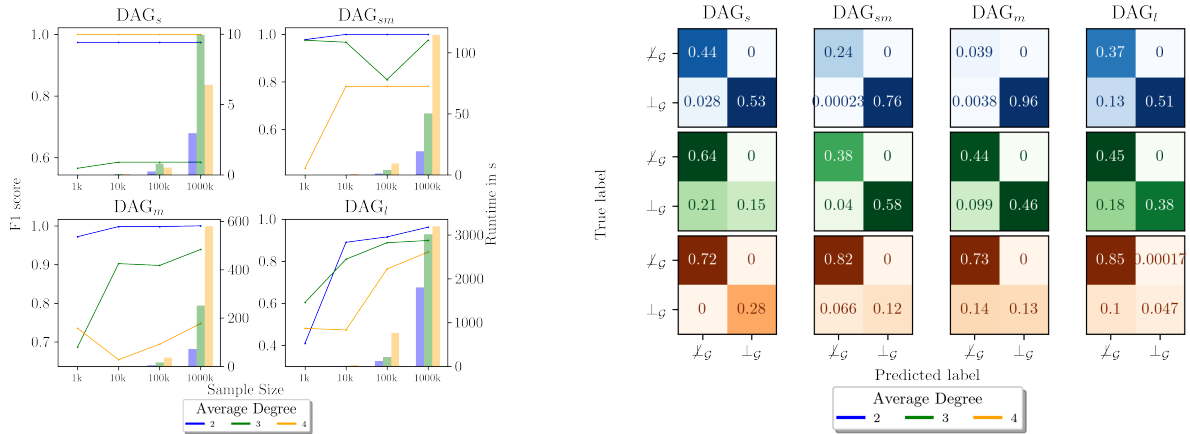 DAGₛ
DAGₛₘ
1.0
0.8
0.6
10
5
0
1k
10k
100k
1000k
1.0
0.8
0.6
100
50
0
1k
10k
100k
1000k
F1 score
Runtime in s
DAGₘ
DAGₗ
1.0
0.9
0.8
0.7
600
400
200
0
1k
10k
100k
1000k
1.0
0.8
0.6
0.4
3000
2000
1000
0
1k
10k
100k
1000k
Sample Size
Average Degree
2 3 4
DAGₛ DAGₛₘ DAGₘ DAGₗ
⊥̸𝒢 0.44 0 0.24 0 0.039 0 0.37 0
⊥𝒢 0.028 0.53 0.00023 0.76 0.0038 0.96 0.13 0.51
⊥̸𝒢 0.64 0 0.38 0 0.44 0 0.45 0
⊥𝒢 0.21 0.15 0.04 0.58 0.099 0.46 0.18 0.38
⊥̸𝒢 0.72 0 0.82 0 0.73 0 0.85 0.00017
⊥𝒢 0 0.28 0.066 0.12 0.14 0.13 0.1 0.047
⊥̸𝒢 ⊥𝒢 ⊥̸𝒢 ⊥𝒢 ⊥̸𝒢 ⊥𝒢 ⊥̸𝒢 ⊥𝒢
True label
Predicted label
Average Degree
2 3 4